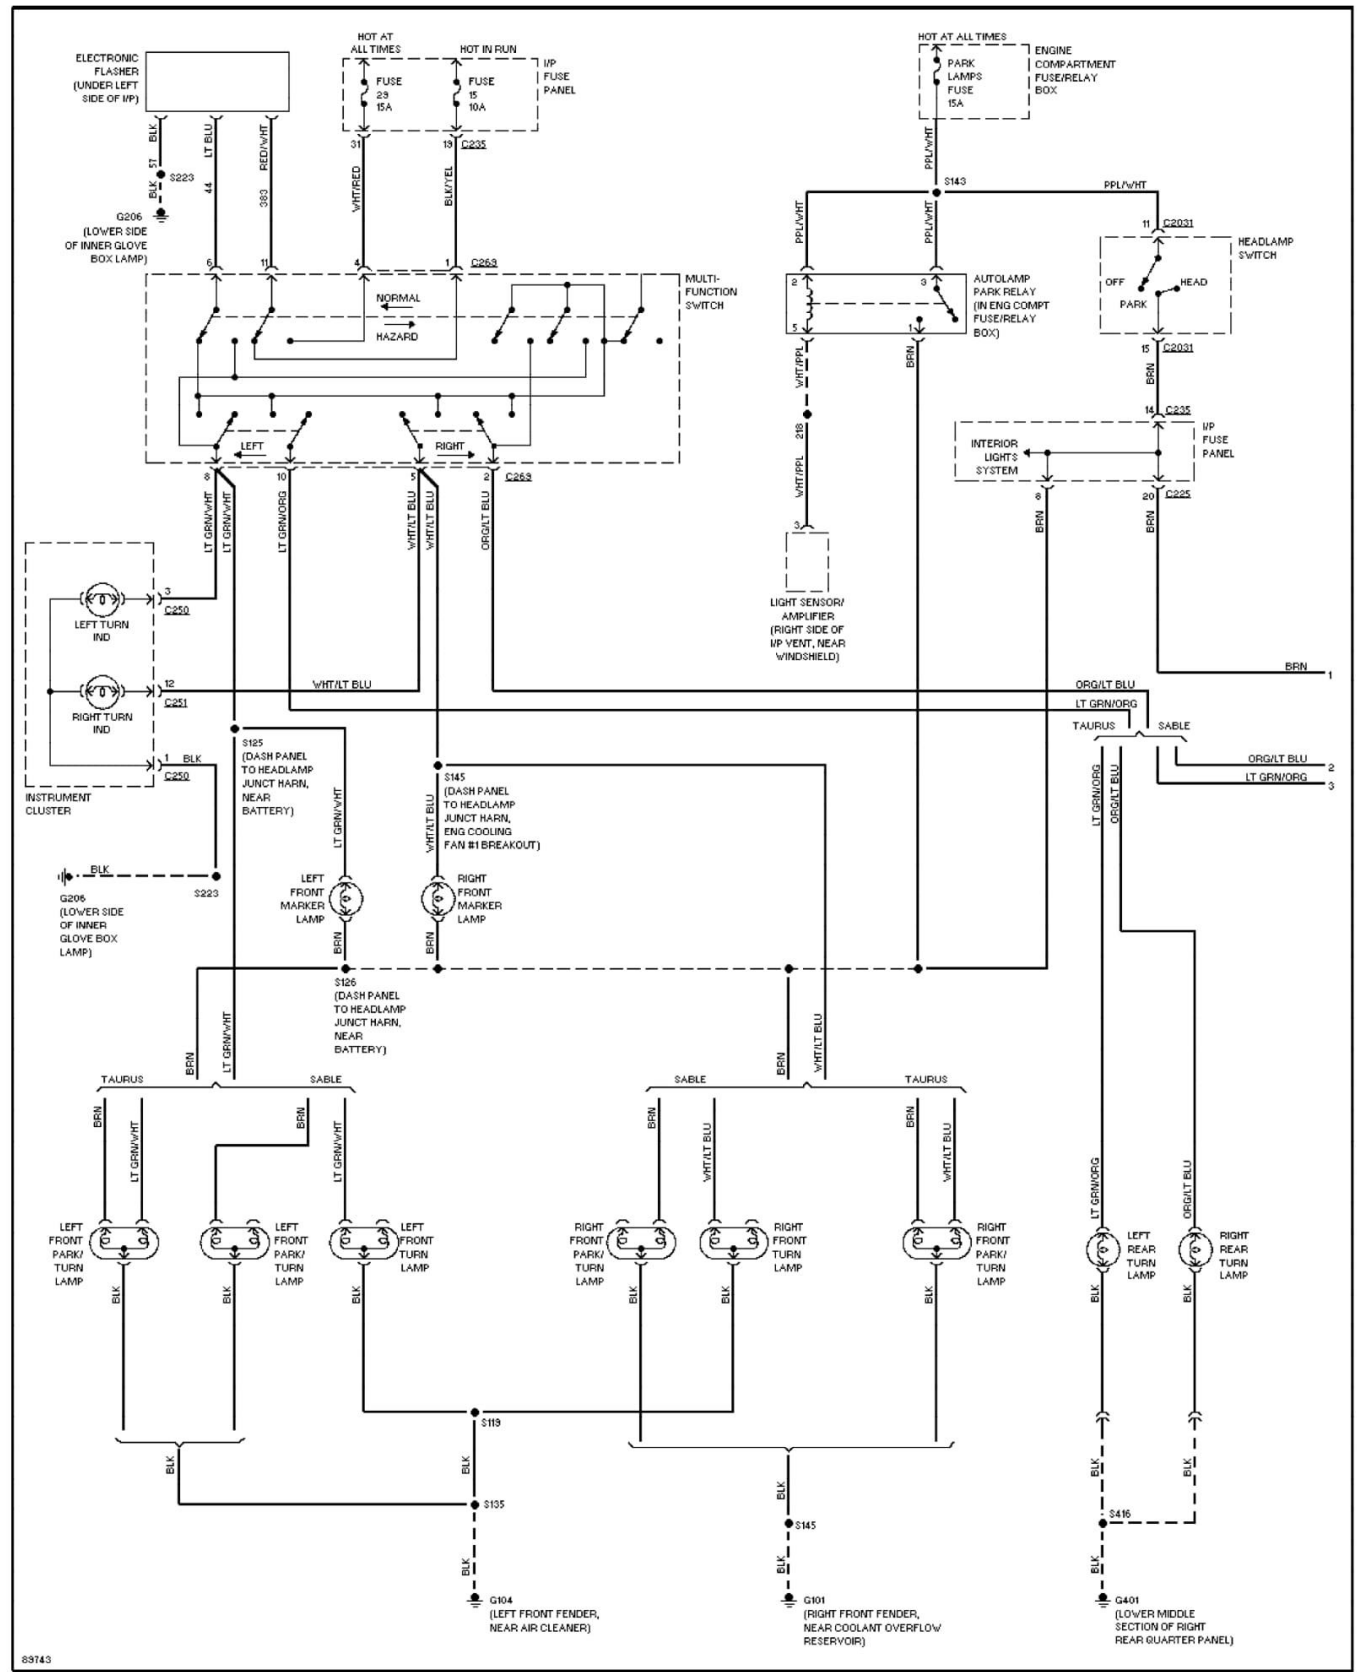 ELECTRONIC
FLASHER
(UNDER LEFT
SIDE OF I/P)
HOT AT
ALL TIMES
HOT IN RUN
FUSE
29
15A
FUSE
15
10A
I/P
FUSE
PANEL
HOT AT ALL TIMES
PARK
LAMPS
FUSE
15A
ENGINE
COMPARTMENT
FUSE/RELAY
BOX
BLK
57
BLK
S223
LT BLU
44
RED/WHT
383
31
19
C235
WHT/RED
BLK/YEL
G206
(LOWER SIDE
OF INNER GLOVE
BOX LAMP)
PPL/WHT
S143
PPL/WHT
PPL/WHT
PPL/WHT
11
C2031
6
11
4
1
C269
MULTI-
FUNCTION
SWITCH
NORMAL
HAZARD
LEFT
RIGHT
2
3
5
1
AUTOLAMP
PARK RELAY
(IN ENG COMPT
FUSE/RELAY
BOX)
HEADLAMP
SWITCH
OFF
HEAD
PARK
15
C2031
BRN
14
C235
WHT/PPL
218
WHT/PPL
3
BRN
I/P
FUSE
PANEL
INTERIOR
LIGHTS
SYSTEM
8
20
C225
BRN
BRN
8
10
5
2
C269
LT GRN/WHT
LT GRN/WHT
LT GRN/ORG
WHT/LT BLU
WHT/LT BLU
ORG/LT BLU
LIGHT SENSOR/
AMPLIFIER
(RIGHT SIDE OF
I/P VENT, NEAR
WINDSHIELD)
LEFT TURN
IND
3
C250
RIGHT TURN
IND
12
C251
WHT/LT BLU
1
BLK
C250
INSTRUMENT
CLUSTER
BRN
1
ORG/LT BLU
LT GRN/ORG
TAURUS
SABLE
ORG/LT BLU
2
LT GRN/ORG
3
LT GRN/ORG
ORG/LT BLU
S125
(DASH PANEL
TO HEADLAMP
JUNCT HARN,
NEAR
BATTERY)
LT GRN/WHT
S145
(DASH PANEL
TO HEADLAMP
JUNCT HARN,
ENG COOLING
FAN #1 BREAKOUT)
WHT/LT BLU
BLK
S223
G206
(LOWER SIDE
OF INNER
GLOVE BOX
LAMP)
LEFT
FRONT
MARKER
LAMP
RIGHT
FRONT
MARKER
LAMP
BRN
BRN
S126
(DASH PANEL
TO HEADLAMP
JUNCT HARN,
NEAR
BATTERY)
BRN
LT GRN/WHT
BRN
WHT/LT BLU
TAURUS
SABLE
SABLE
TAURUS
BRN
LT GRN/WHT
BRN
LT GRN/WHT
BRN
WHT/LT BLU
BRN
WHT/LT BLU
LT GRN/ORG
ORG/LT BLU
LEFT
FRONT
PARK/
TURN
LAMP
LEFT
FRONT
PARK/
TURN
LAMP
LEFT
FRONT
TURN
LAMP
RIGHT
FRONT
PARK/
TURN
LAMP
RIGHT
FRONT
TURN
LAMP
RIGHT
FRONT
PARK/
TURN
LAMP
LEFT
REAR
TURN
LAMP
RIGHT
REAR
TURN
LAMP
BLK
BLK
BLK
BLK
BLK
BLK
BLK
BLK
S119
BLK
BLK
BLK
BLK
BLK
S135
S145
S416
BLK
BLK
BLK
G104
(LEFT FRONT FENDER,
NEAR AIR CLEANER)
G101
(RIGHT FRONT FENDER,
NEAR COOLANT OVERFLOW
RESERVOIR)
G401
(LOWER MIDDLE
SECTION OF RIGHT
REAR QUARTER PANEL)
89743